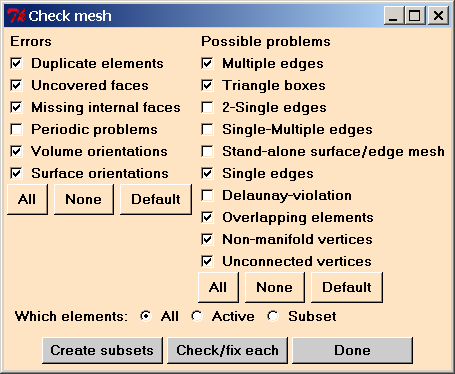 Check mesh
Errors
Duplicate elements
Uncovered faces
Missing internal faces
Periodic problems
Volume orientations
Surface orientations
All None Default
Possible problems
Multiple edges
Triangle boxes
2-Single edges
Single-Multiple edges
Stand-alone surface/edge mesh
Single edges
Delaunay-violation
Overlapping elements
Non-manifold vertices
Unconnected vertices
All None Default
Which elements: All Active Subset
Create subsets Check/fix each Done